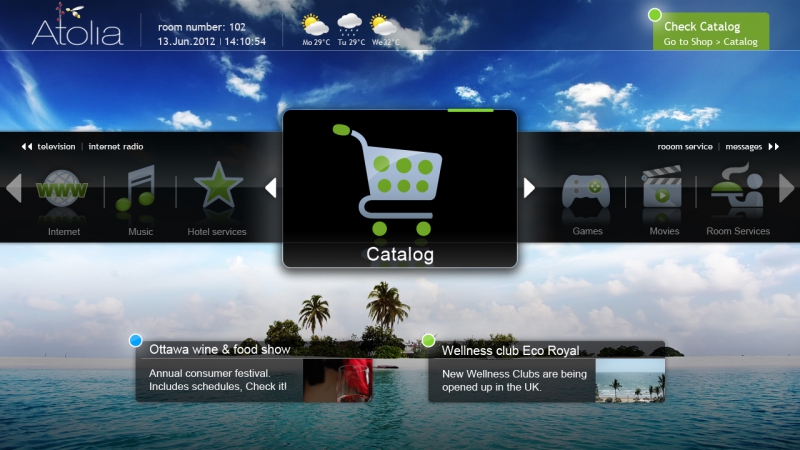 Atolia
room number: 102
13.Jun.2012 | 14:10:54
Mo 29°C Tu 29°C We 32°C
Check Catalog
Go to Shop > Catalog
television | internet radio
rooom service | messages
WWW
Internet
Music
Hotel services
Catalog
Games
Movies
Room Services
Ottawa wine & food show
Annual consumer festival.
Includes schedules, Check it!
Wellness club Eco Royal
New Wellness Clubs are being
opened up in the UK.